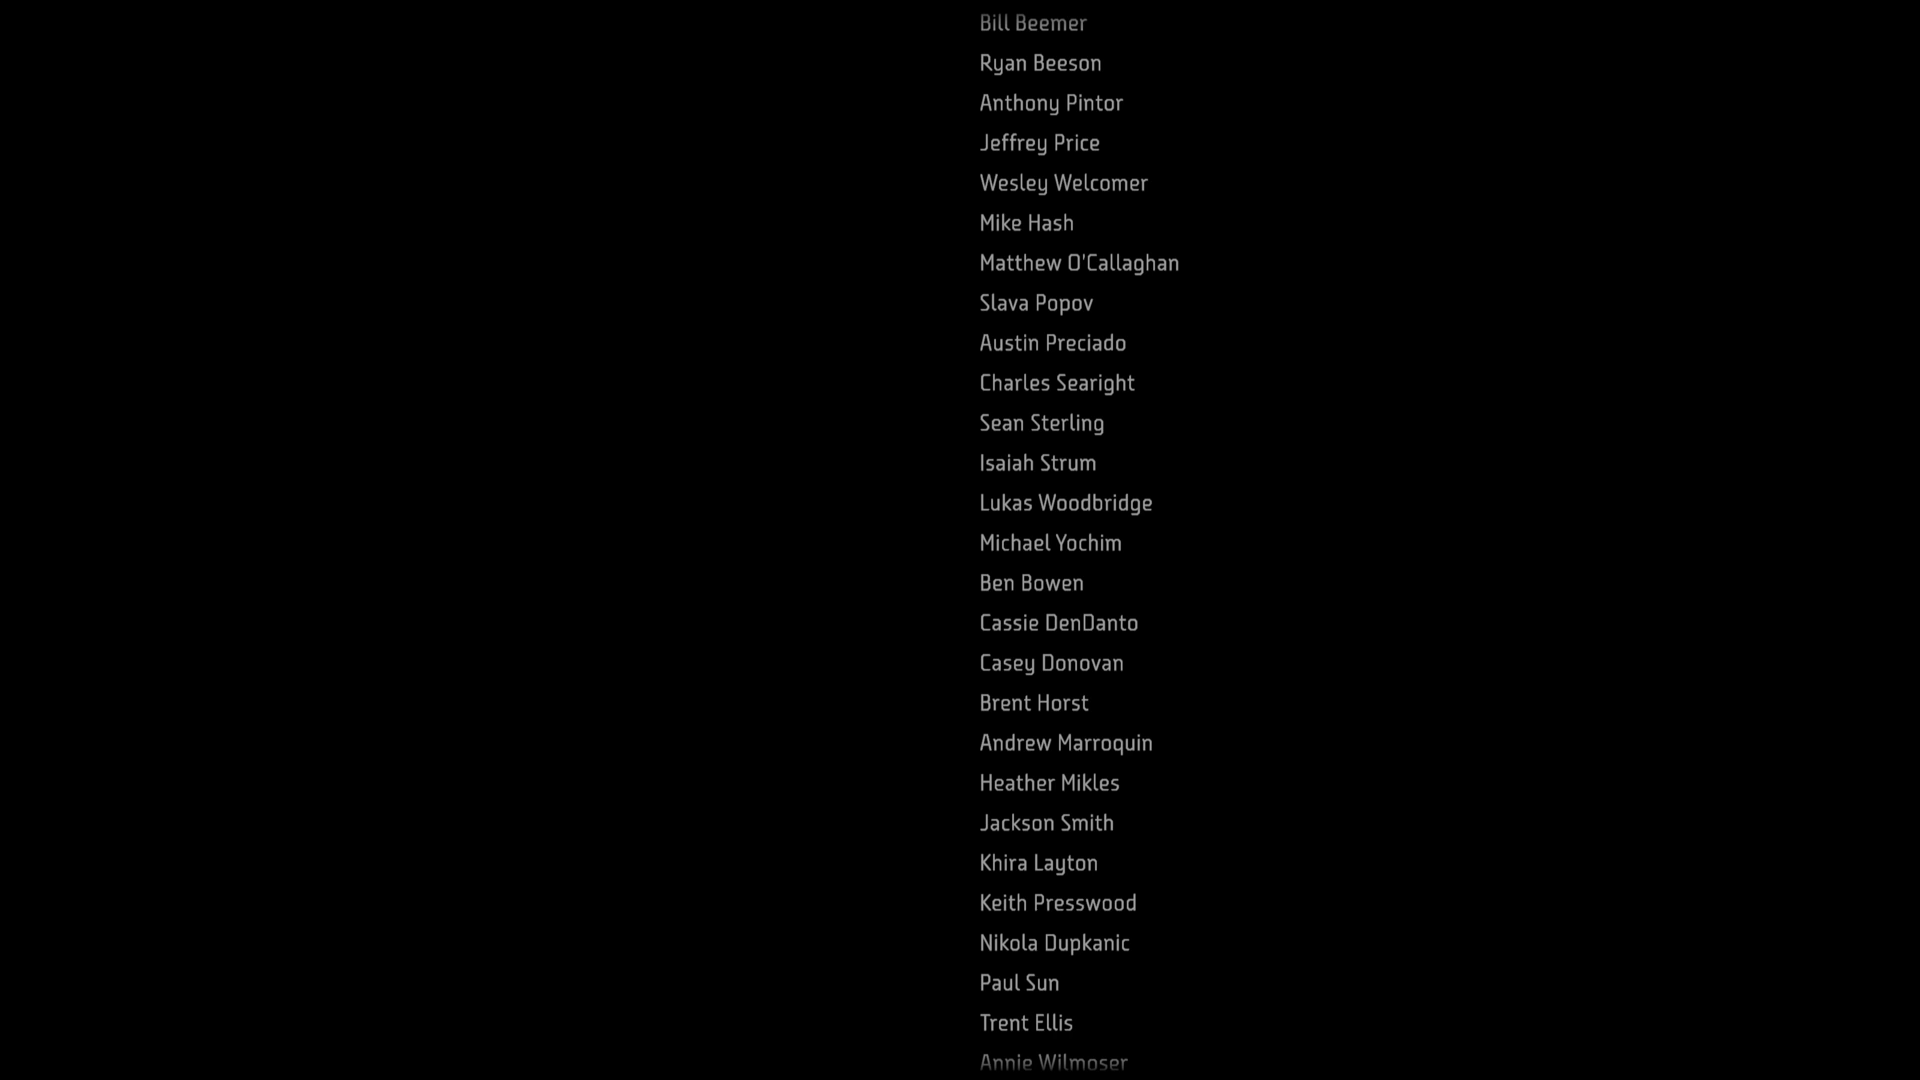 Bill Beemer
Ryan Beeson
Anthony Pintor
Jeffrey Price
Wesley Welcomer
Mike Hash
Matthew O'Callaghan
Slava Popov
Austin Preciado
Charles Searight
Sean Sterling
Isaiah Strum
Lukas Woodbridge
Michael Yochim
Ben Bowen
Cassie DenDanto
Casey Donovan
Brent Horst
Andrew Marroquin
Heather Mikles
Jackson Smith
Khira Layton
Keith Presswood
Nikola Dupkanic
Paul Sun
Trent Ellis
Annie Wilmoser